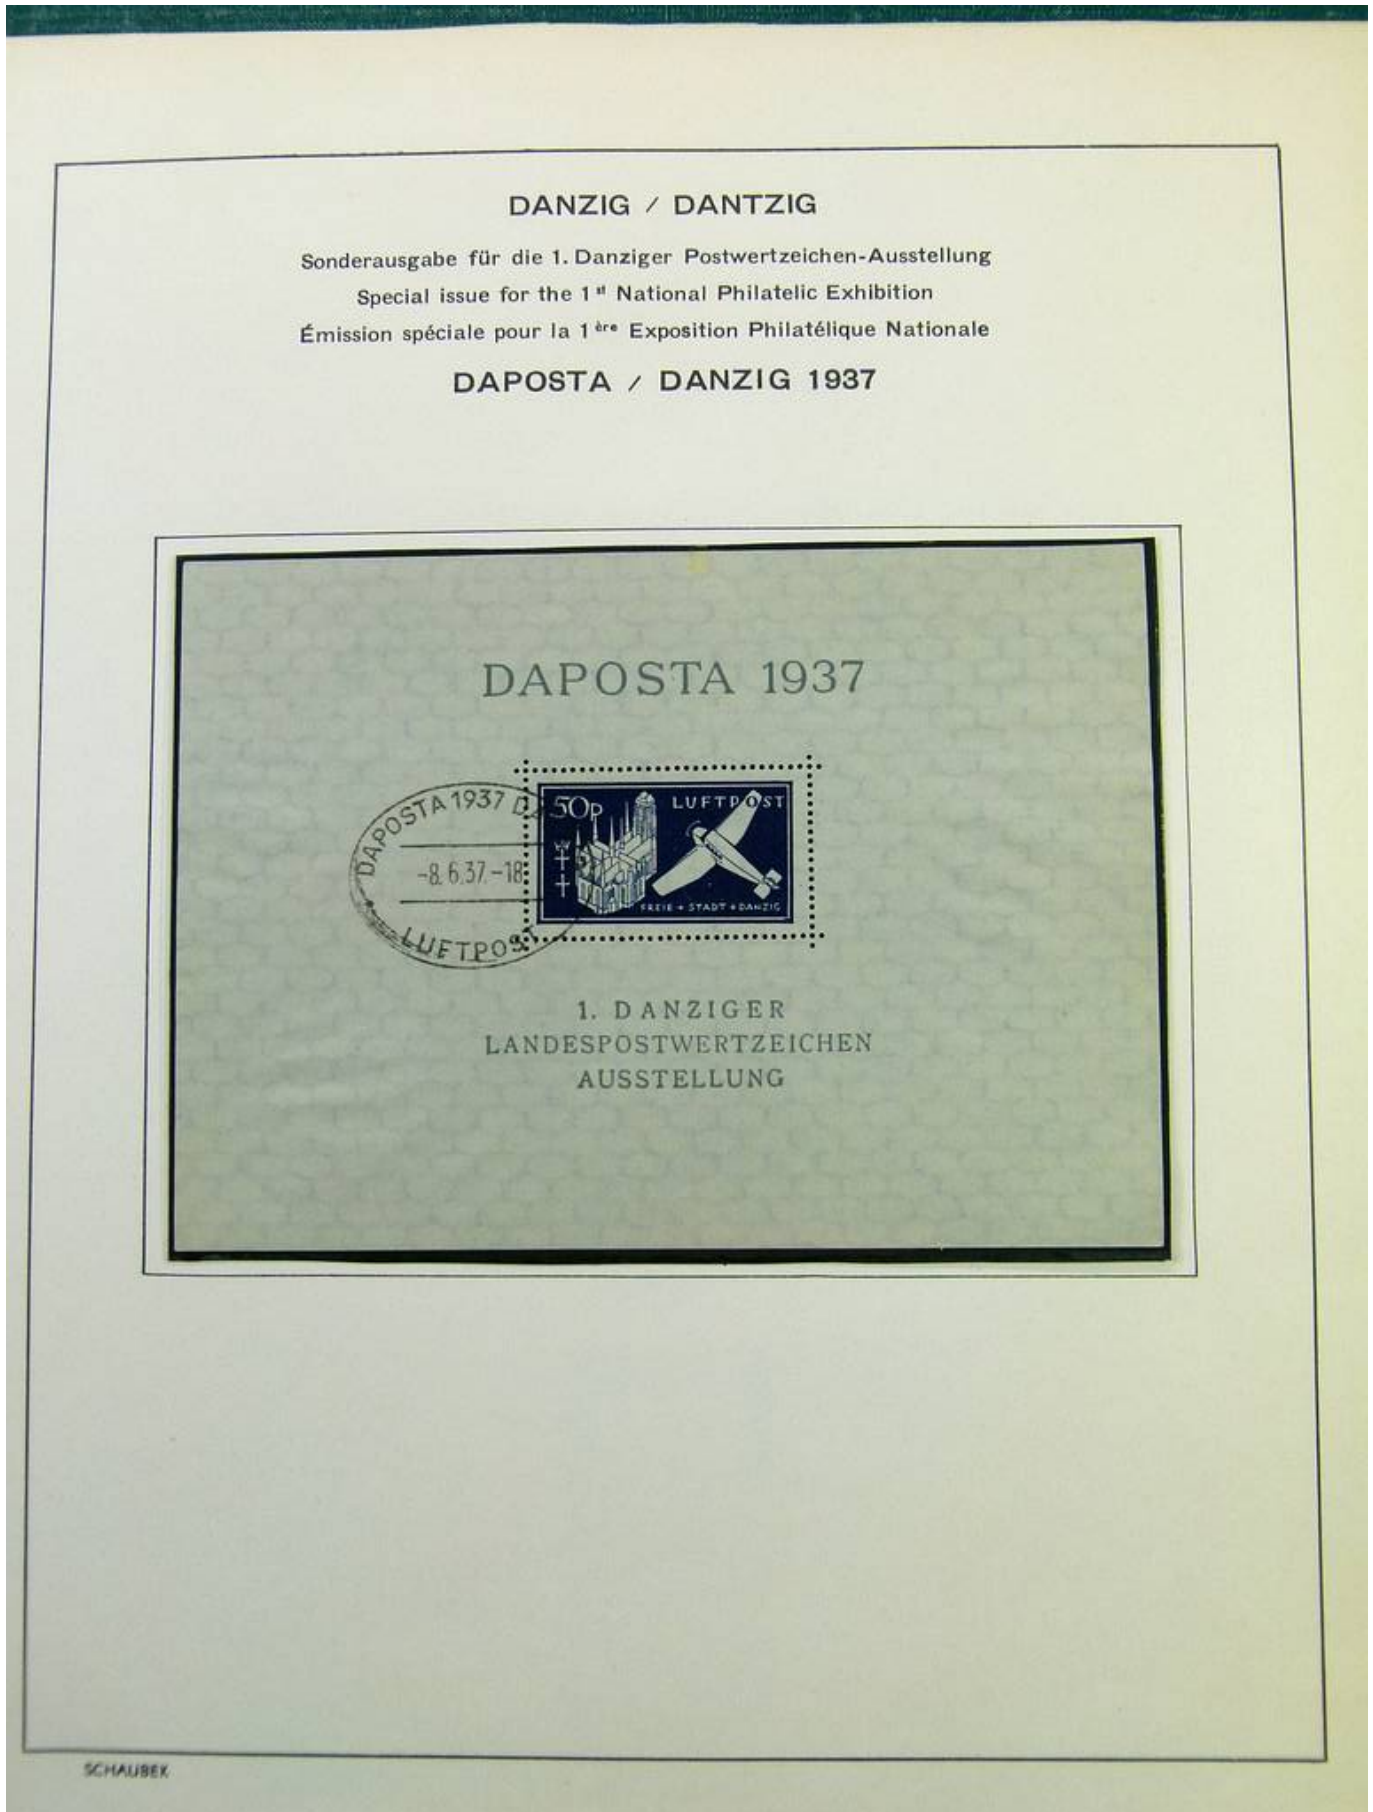 DANZIG / DANTZIG
Sonderausgabe für die 1. Danziger Postwertzeichen-Ausstellung
Special issue for the 1st National Philatelic Exhibition
Émission spéciale pour la 1ère Exposition Philatélique Nationale
DAPOSTA / DANZIG 1937
DAPOSTA 1937
50p LUFTPOST
FREIE + STADT + DANZIG
DAPOSTA 1937
-8.6.37.-18
LUFTPOST
1. DANZIGER
LANDESPOSTWERTZEICHEN
AUSSTELLUNG
SCHAUBEK